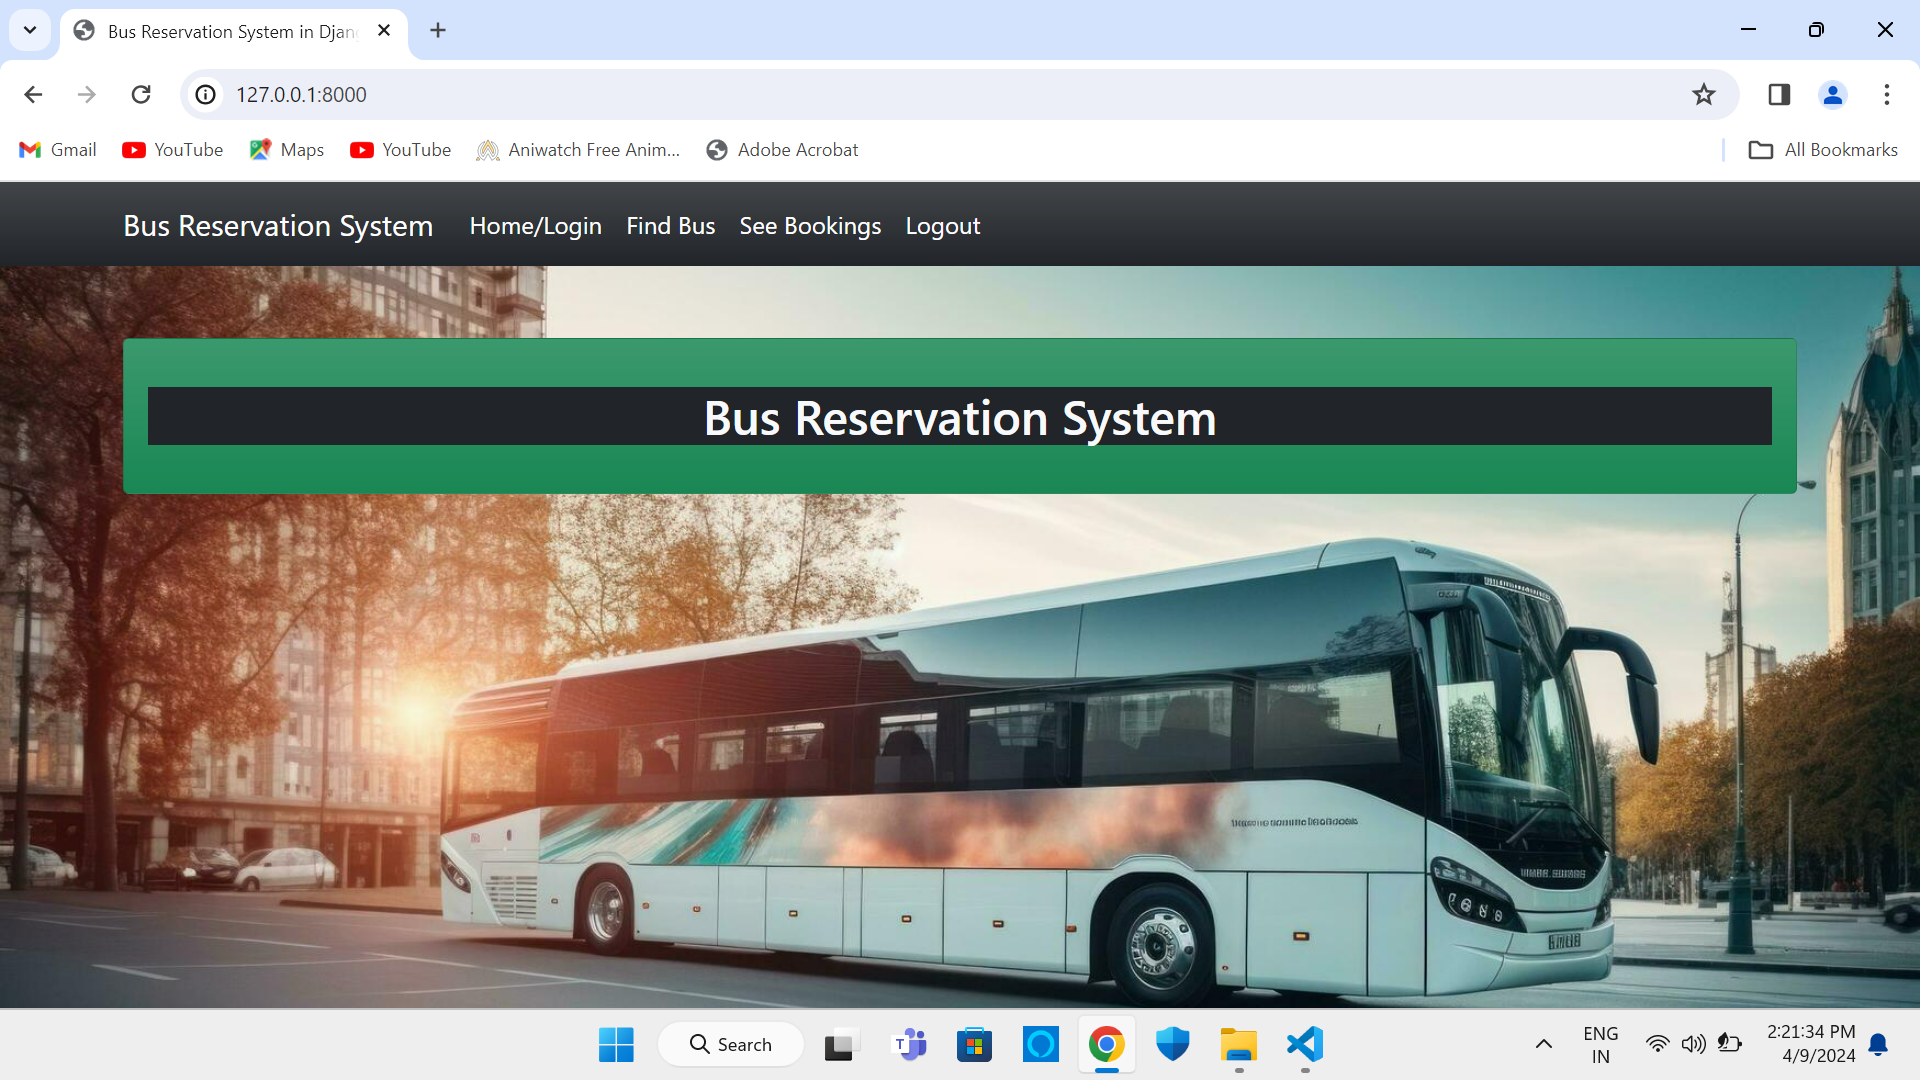 Bus Reservation System in Djan
127.0.0.1:8000
Gmail
YouTube
Maps
YouTube
Aniwatch Free Anim...
Adobe Acrobat
All Bookmarks
Bus Reservation System
Home/Login
Find Bus
See Bookings
Logout
Bus Reservation System
Search
ENG
IN
2:21:34 PM
4/9/2024